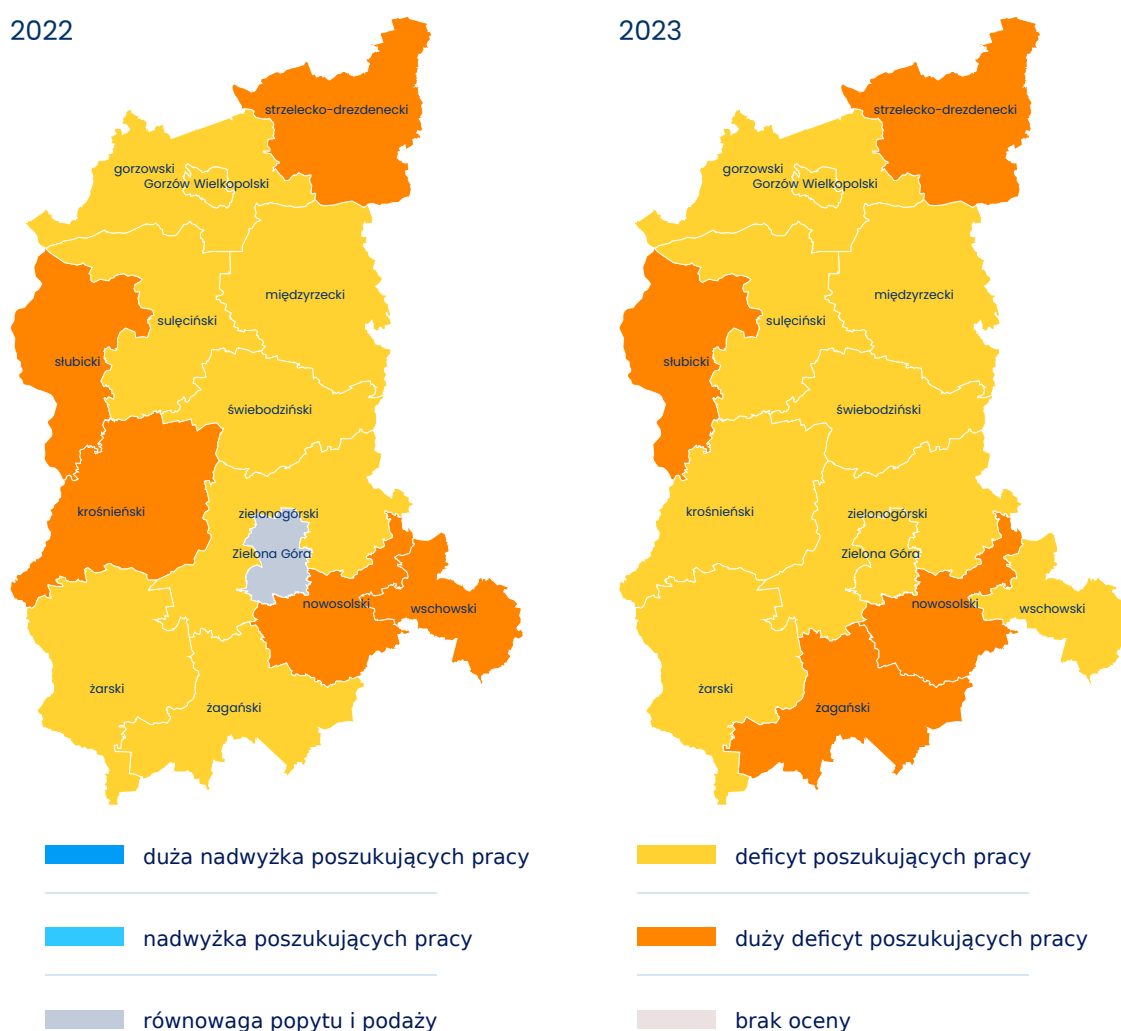 2022
strzelecko-drezdenecki
gorzowski
Gorzów Wielkopolski
międzyrzecki
sulęciński
słubicki
świebodziński
krośnieński
zielonogórski
Zielona Góra
nowosolski
wschowski
żarski
żagański
2023
strzelecko-drezdenecki
gorzowski
Gorzów Wielkopolski
międzyrzecki
sulęciński
słubicki
świebodziński
krośnieński
zielonogórski
Zielona Góra
nowosolski
wschowski
żarski
żagański
duża nadwyżka poszukujących pracy
nadwyżka poszukujących pracy
równowaga popytu i podaży
deficyt poszukujących pracy
duży deficyt poszukujących pracy
brak oceny